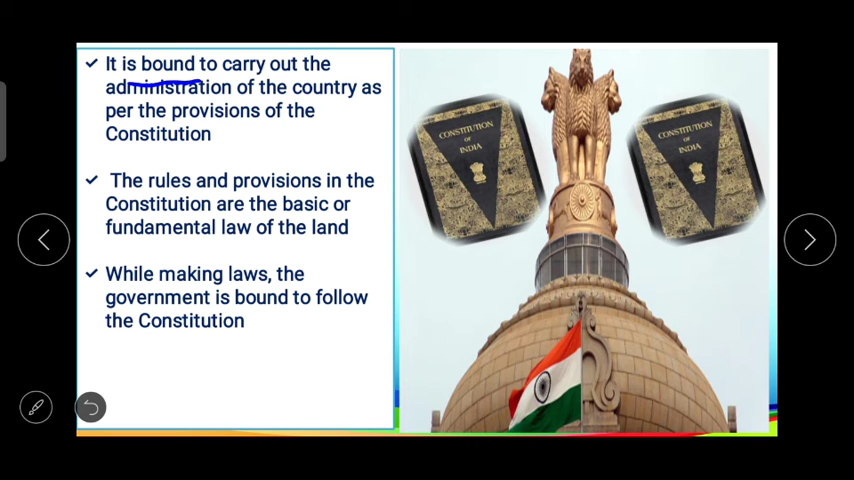 It is bound to carry out the
administration of the country as
per the provisions of the
Constitution
The rules and provisions in the
Constitution are the basic or
fundamental law of the land
While making laws, the
government is bound to follow
the Constitution
CONSTITUTION
OF
INDIA
CONSTITUTION
OF
INDIA